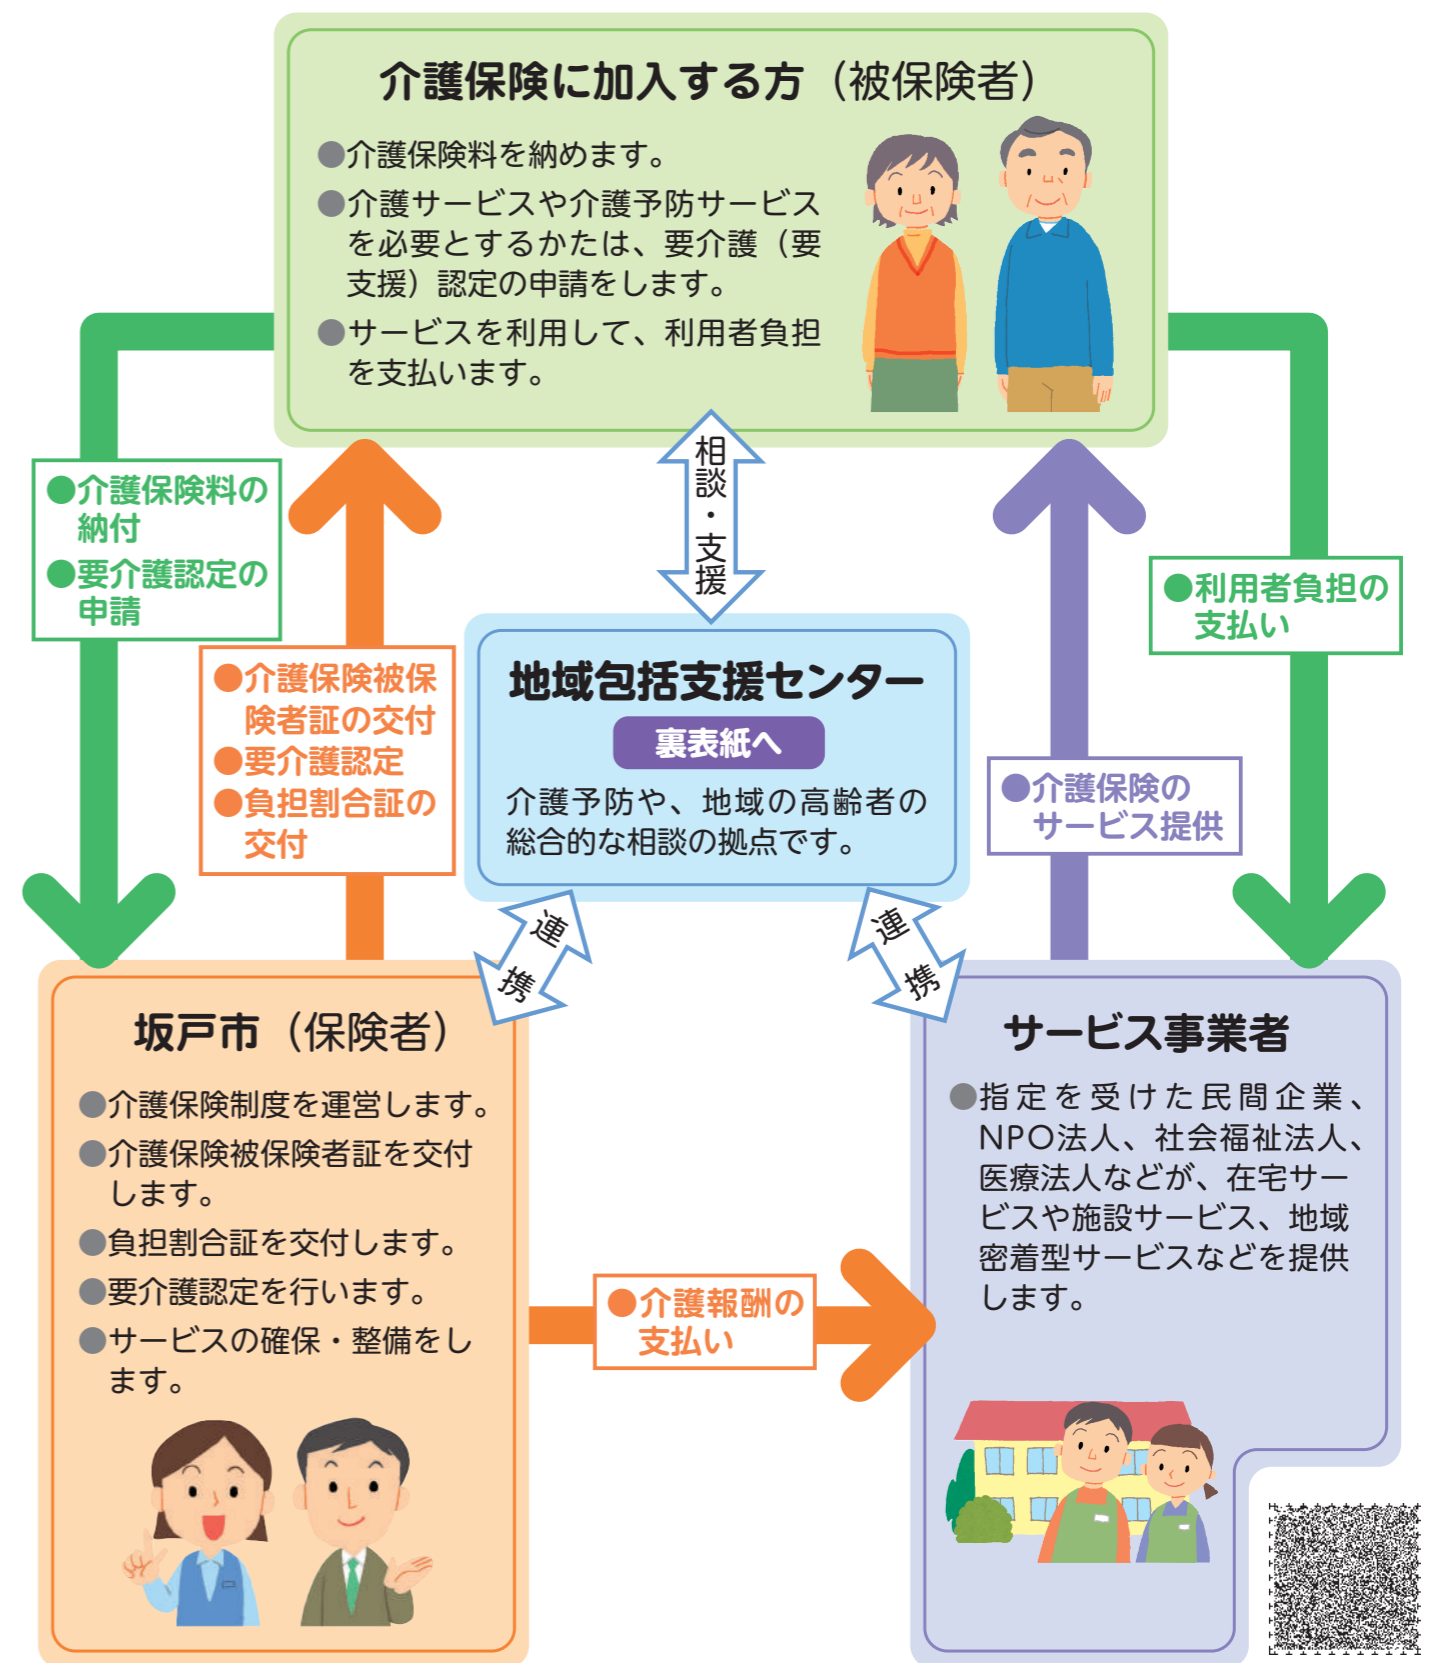 介護保険に加入する方（被保険者）
●介護保険料を納めます。
●介護サービスや介護予防サービス
を必要とするかたは、要介護（要
支援）認定の申請をします。
●サービスを利用して、利用者負担
を支払います。
相談・支援
●介護保険料の
納付
●要介護認定の
申請
●介護保険被保
険者証の交付
●要介護認定
●負担割合証の
交付
地域包括支援センター
裏表紙へ
介護予防や、地域の高齢者の
総合的な相談の拠点です。
●利用者負担の
支払い
●介護保険の
サービス提供
連携
連携
坂戸市（保険者）
●介護保険制度を運営します。
●介護保険被保険者証を交付
します。
●負担割合証を交付します。
●要介護認定を行います。
●サービスの確保・整備をし
ます。
●介護報酬の
支払い
サービス事業者
●指定を受けた民間企業、
NPO法人、社会福祉法人、
医療法人などが、在宅サー
ビスや施設サービス、地域
密着型サービスなどを提供
します。